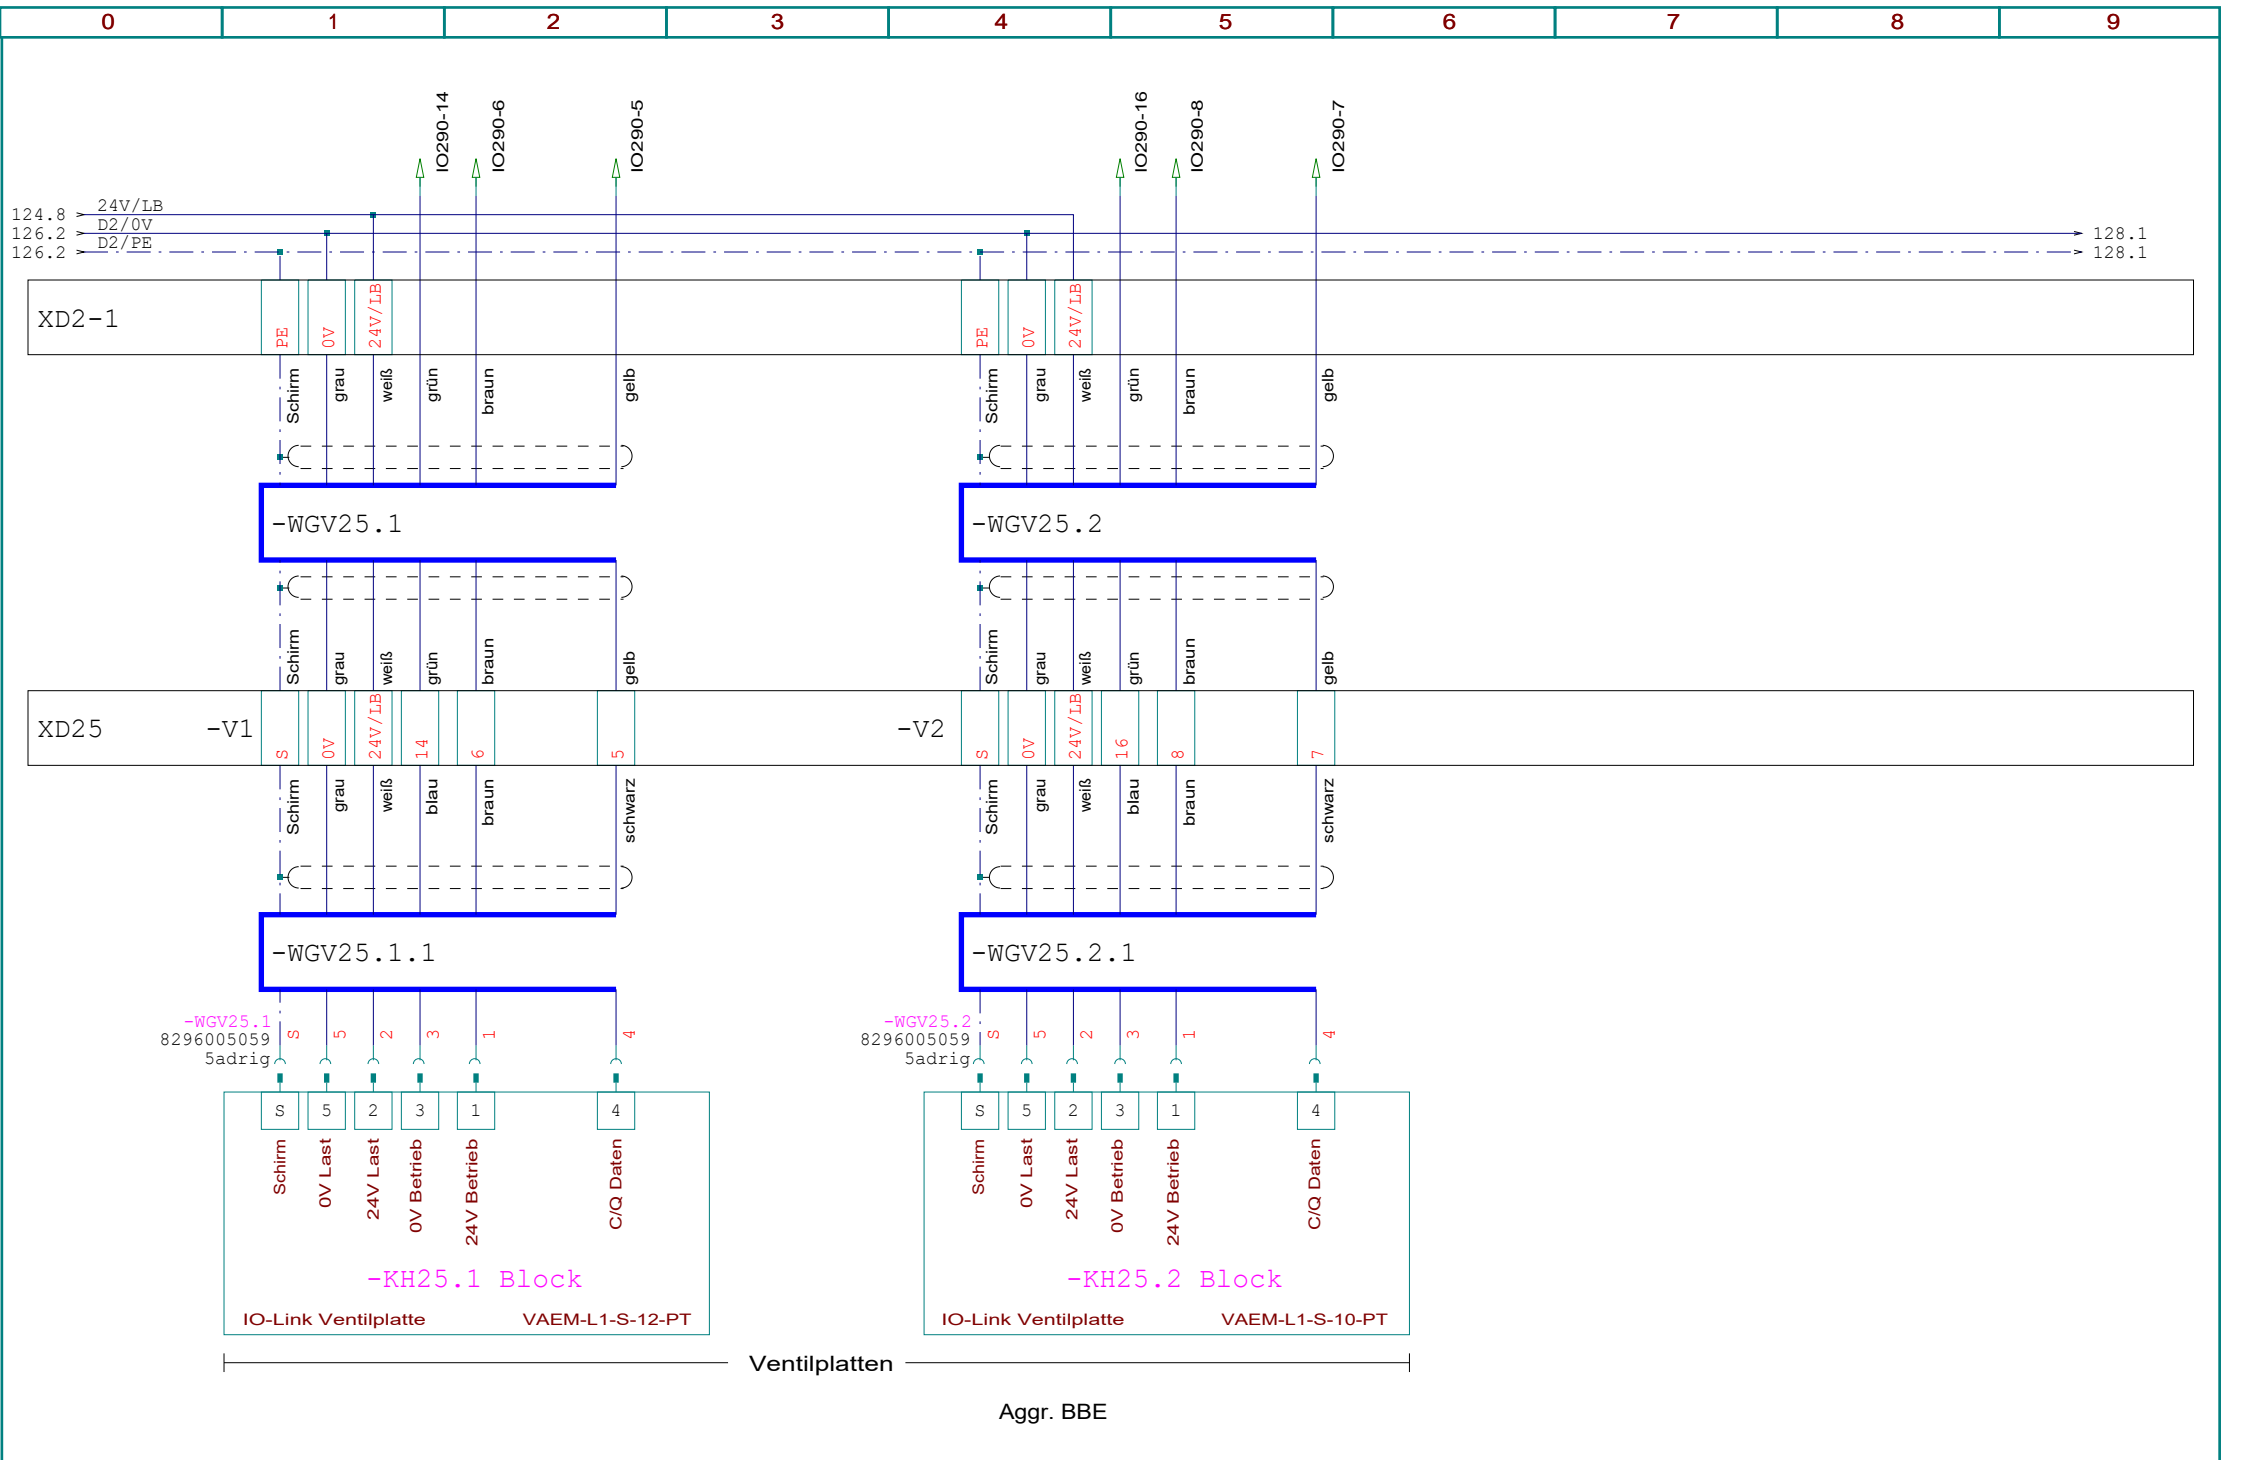 0 1 2 3 4 5 6 7 8 9
IO290-14 IO290-6 IO290-5 IO290-16 IO290-8 IO290-7
124.8 24V/LB
126.2 D2/0V 128.1
126.2 D2/PE 128.1
XD2-1 PE 0V 24V/LB PE 0V 24V/LB
Schirm grau weiß grün braun gelb Schirm grau weiß grün braun gelb
-WGV25.1 -WGV25.2
Schirm grau weiß grün braun gelb Schirm grau weiß grün braun gelb
XD25 -V1 S 0V 24V/LB 14 6 5 -V2 S 0V 24V/LB 16 8 7
Schirm grau weiß blau braun schwarz Schirm grau weiß blau braun schwarz
-WGV25.1.1 -WGV25.2.1
-WGV25.1 -WGV25.2
8296005059 S 5 2 3 1 4 8296005059 S 5 2 3 1 4
5adrig 5adrig
S 5 2 3 1 4 S 5 2 3 1 4
Schirm 0V Last 24V Last 0V Betrieb 24V Betrieb C/Q Daten Schirm 0V Last 24V Last 0V Betrieb 24V Betrieb C/Q Daten
-KH25.1 Block -KH25.2 Block
IO-Link Ventilplatte VAEM-L1-S-12-PT IO-Link Ventilplatte VAEM-L1-S-10-PT
Ventilplatten
Aggr. BBE